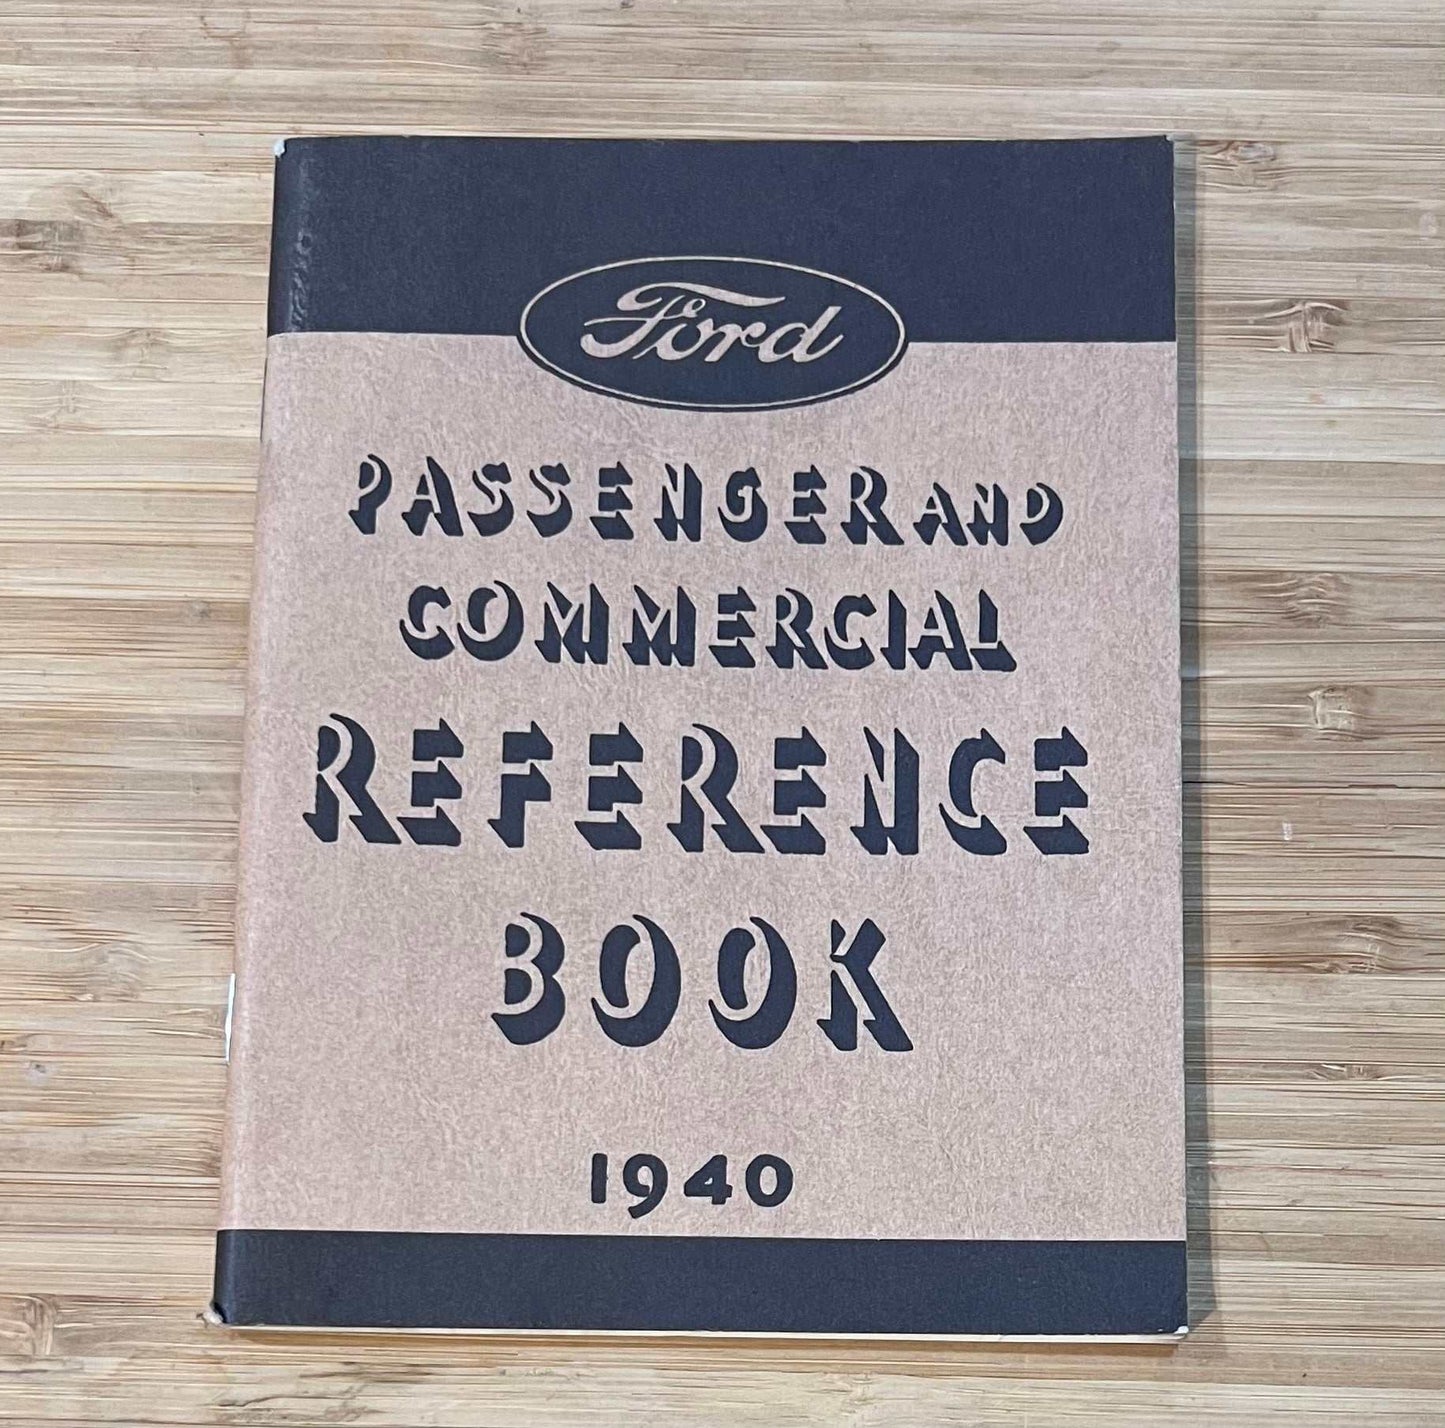 Ford
PASSENGER AND
COMMERCIAL
REFERENCE
BOOK
1940